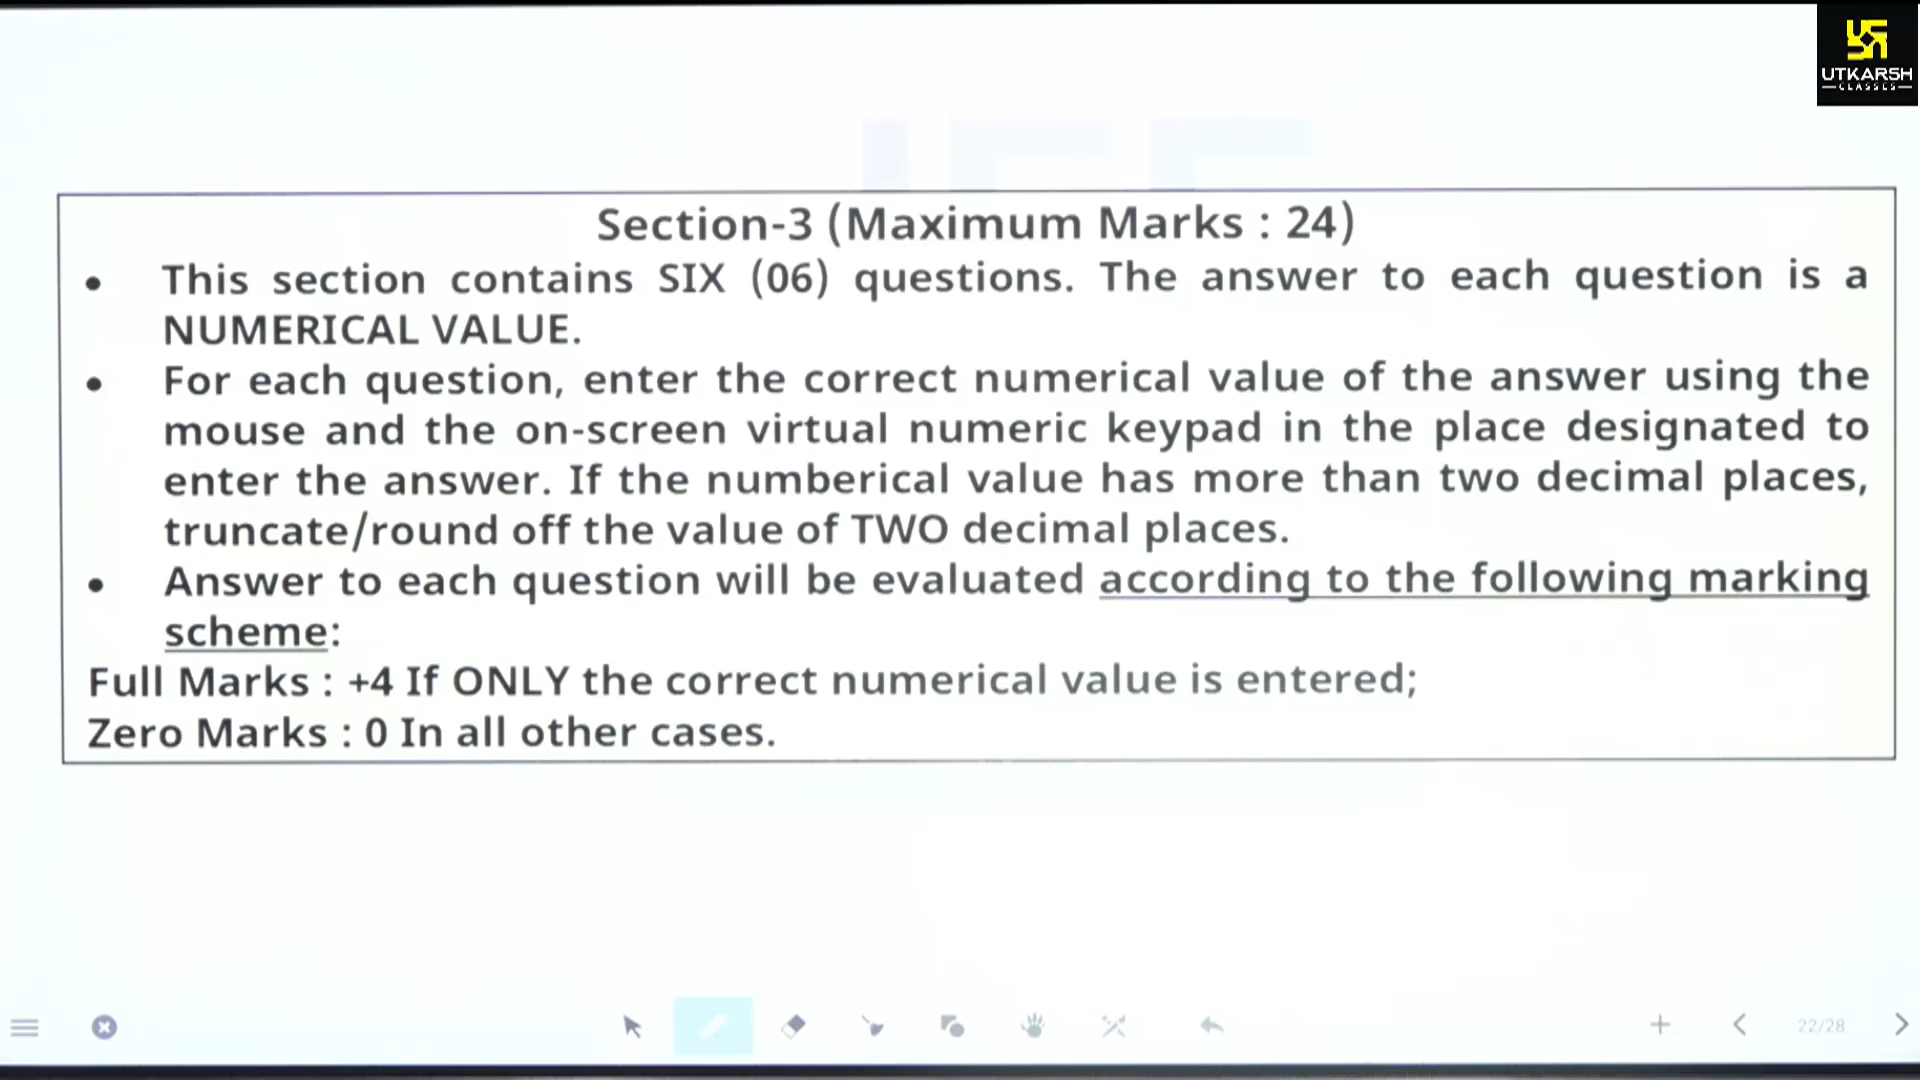 UTKARSH
CLASSES
Section-3 (Maximum Marks : 24)
• This section contains SIX (06) questions. The answer to each question is a
NUMERICAL VALUE.
• For each question, enter the correct numerical value of the answer using the
mouse and the on-screen virtual numeric keypad in the place designated to
enter the answer. If the numberical value has more than two decimal places,
truncate/round off the value of TWO decimal places.
• Answer to each question will be evaluated according to the following marking
scheme:
Full Marks : +4 If ONLY the correct numerical value is entered;
Zero Marks : 0 In all other cases.
22/28